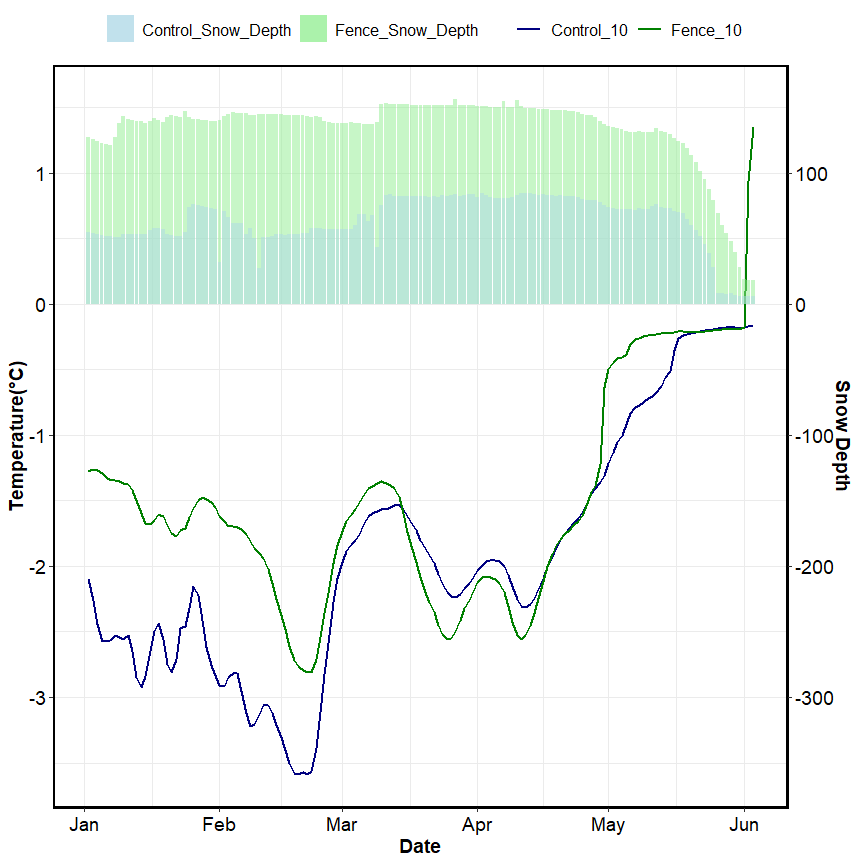 Control_Snow_Depth Fence_Snow_Depth Control_10 Fence_10
1 100
0 0
-1 -100
-2 -200
-3 -300
Temperature(°C)
Snow Depth
Jan Feb Mar Apr May Jun
Date